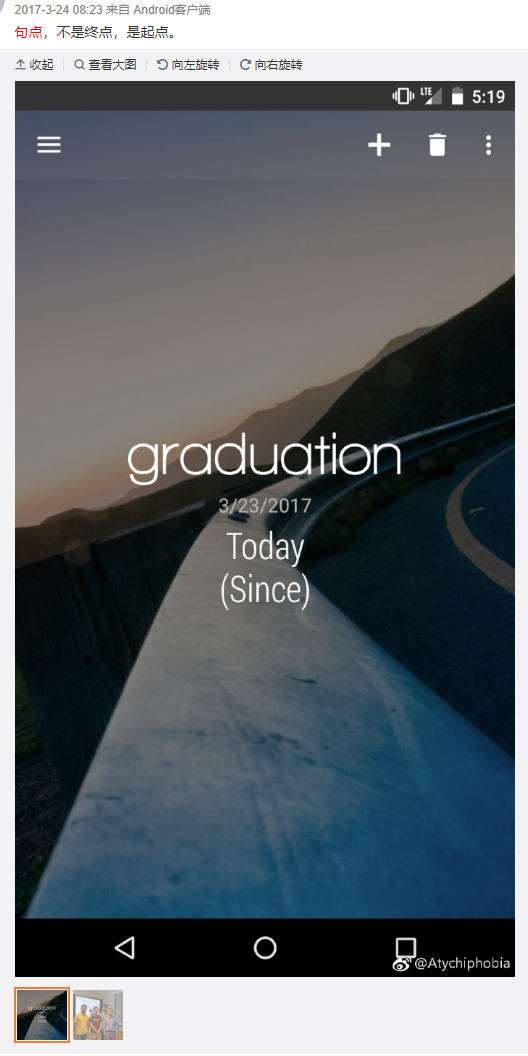 2017-3-24 08:23 来自 Android客户端
句点，不是终点，是起点。
收起 查看大图 向左旋转 向右旋转
LTE 5:19
graduation
3/23/2017
Today
(Since)
@Atychiphobia